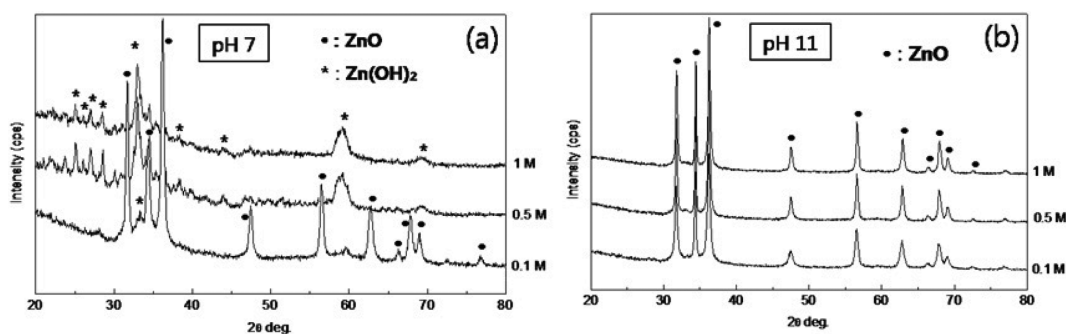 pH 7
• : ZnO
* : Zn(OH)₂
(a)
Intensity (cps)
1 M
0.5 M
0.1 M
20 30 40 50 60 70 80
2θ deg.
pH 11
• : ZnO
(b)
Intensity (cps)
1 M
0.5 M
0.1 M
20 30 40 50 60 70 80
2θ deg.